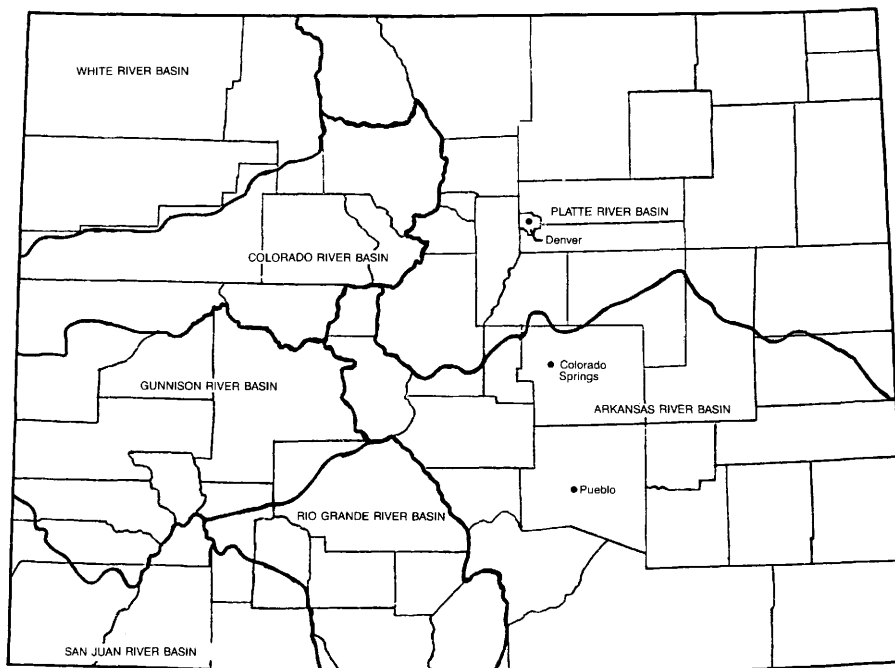 WHITE RIVER BASIN
PLATTE RIVER BASIN
Denver
COLORADO RIVER BASIN
Colorado
Springs
GUNNISON RIVER BASIN
ARKANSAS RIVER BASIN
Pueblo
RIO GRANDE RIVER BASIN
SAN JUAN RIVER BASIN